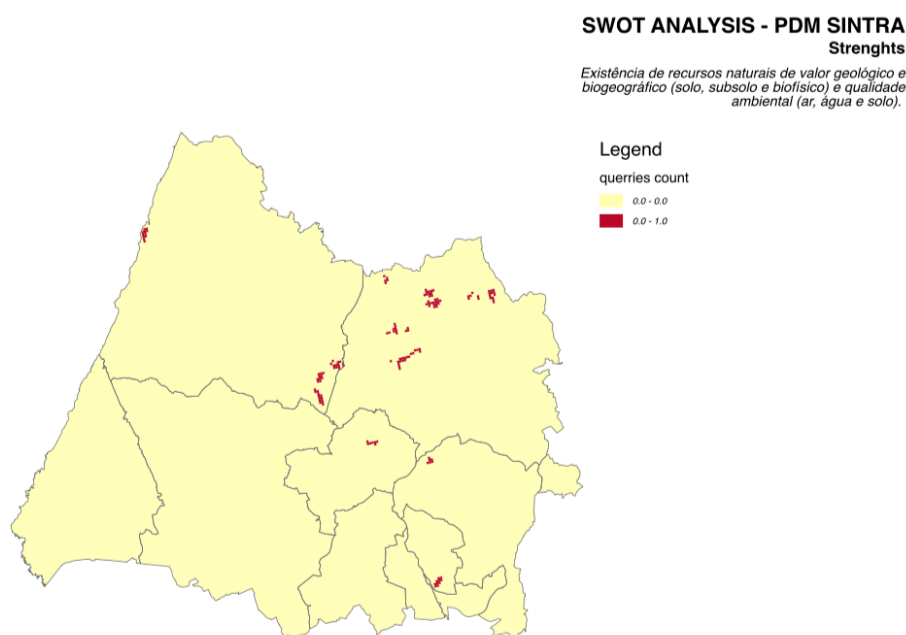 SWOT ANALYSIS - PDM SINTRA
Strenghts
Existência de recursos naturais de valor geológico e
biogeográfico (solo, subsolo e biofísico) e qualidade
ambiental (ar, água e solo).
Legend
querries count
0.0 - 0.0
0.0 - 1.0